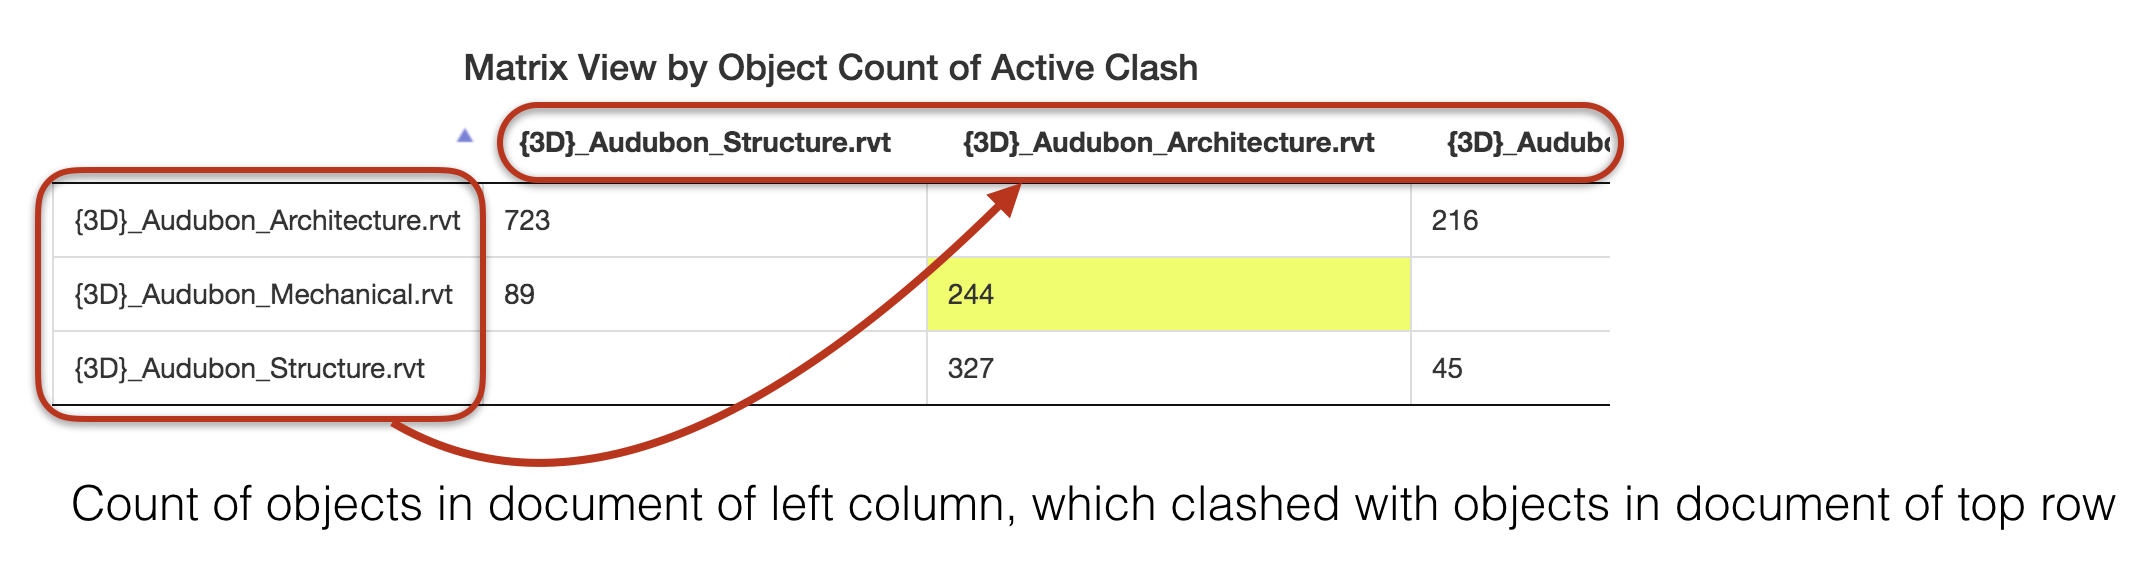 Matrix View by Object Count of Active Clash
{3D}_Audubon_Structure.rvt {3D}_Audubon_Architecture.rvt {3D}_Audubo
{3D}_Audubon_Architecture.rvt 723 216
{3D}_Audubon_Mechanical.rvt 89 244
{3D}_Audubon_Structure.rvt 327 45
Count of objects in document of left column, which clashed with objects in document of top row